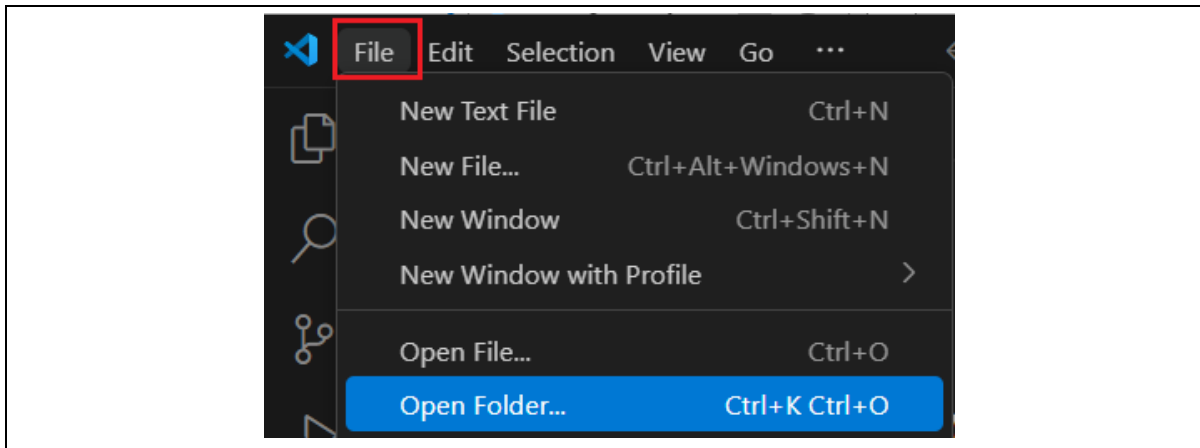 File Edit Selection View Go ···
New Text File Ctrl+N
New File... Ctrl+Alt+Windows+N
New Window Ctrl+Shift+N
New Window with Profile
Open File... Ctrl+O
Open Folder... Ctrl+K Ctrl+O